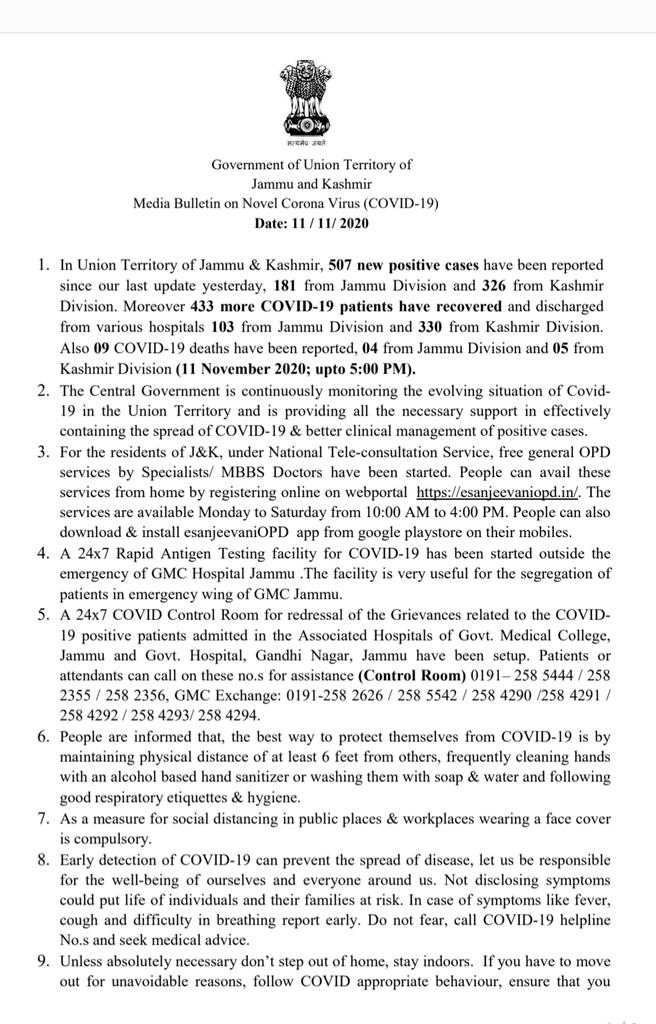 सत्यमेव जयते
Government of Union Territory of
Jammu and Kashmir
Media Bulletin on Novel Corona Virus (COVID-19)
Date: 11 / 11/ 2020
1. In Union Territory of Jammu & Kashmir, 507 new positive cases have been reported
since our last update yesterday, 181 from Jammu Division and 326 from Kashmir
Division. Moreover 433 more COVID-19 patients have recovered and discharged
from various hospitals 103 from Jammu Division and 330 from Kashmir Division.
Also 09 COVID-19 deaths have been reported, 04 from Jammu Division and 05 from
Kashmir Division (11 November 2020; upto 5:00 PM).
2. The Central Government is continuously monitoring the evolving situation of Covid-
19 in the Union Territory and is providing all the necessary support in effectively
containing the spread of COVID-19 & better clinical management of positive cases.
3. For the residents of J&K, under National Tele-consultation Service, free general OPD
services by Specialists/ MBBS Doctors have been started. People can avail these
services from home by registering online on webportal https://esanjeevaniopd.in/. The
services are available Monday to Saturday from 10:00 AM to 4:00 PM. People can also
download & install esanjeevaniOPD app from google playstore on their mobiles.
4. A 24x7 Rapid Antigen Testing facility for COVID-19 has been started outside the
emergency of GMC Hospital Jammu .The facility is very useful for the segregation of
patients in emergency wing of GMC Jammu.
5. A 24x7 COVID Control Room for redressal of the Grievances related to the COVID-
19 positive patients admitted in the Associated Hospitals of Govt. Medical College,
Jammu and Govt. Hospital, Gandhi Nagar, Jammu have been setup. Patients or
attendants can call on these no.s for assistance (Control Room) 0191– 258 5444 / 258
2355 / 258 2356, GMC Exchange: 0191-258 2626 / 258 5542 / 258 4290 /258 4291 /
258 4292 / 258 4293/ 258 4294.
6. People are informed that, the best way to protect themselves from COVID-19 is by
maintaining physical distance of at least 6 feet from others, frequently cleaning hands
with an alcohol based hand sanitizer or washing them with soap & water and following
good respiratory etiquettes & hygiene.
7. As a measure for social distancing in public places & workplaces wearing a face cover
is compulsory.
8. Early detection of COVID-19 can prevent the spread of disease, let us be responsible
for the well-being of ourselves and everyone around us. Not disclosing symptoms
could put life of individuals and their families at risk. In case of symptoms like fever,
cough and difficulty in breathing report early. Do not fear, call COVID-19 helpline
No.s and seek medical advice.
9. Unless absolutely necessary don’t step out of home, stay indoors. If you have to move
out for unavoidable reasons, follow COVID appropriate behaviour, ensure that you